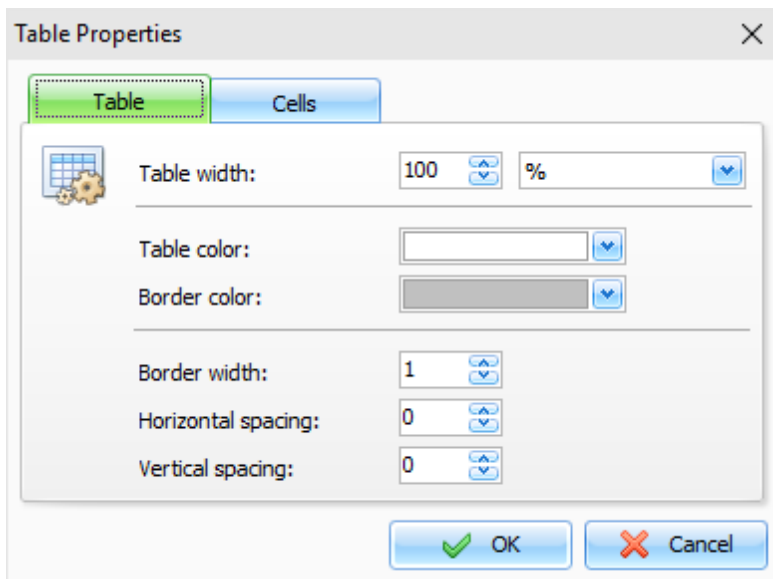 Table Properties
Table Cells
Table width: 100 %
Table color:
Border color:
Border width: 1
Horizontal spacing: 0
Vertical spacing: 0
OK Cancel